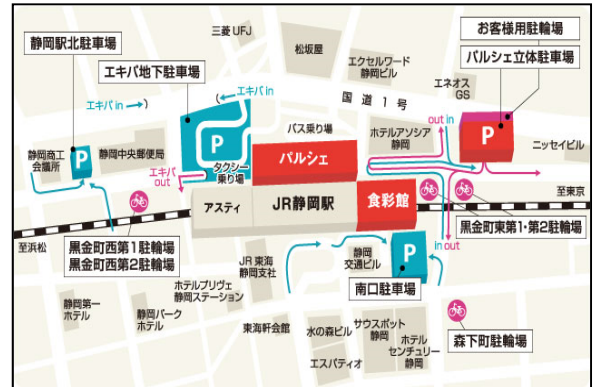 お客様用駐輪場
パルシェ立体駐車場
静岡駅北駐車場
三菱UFJ
松坂屋
エキパ地下駐車場
エクセルワード
静岡ビル
エネオス
GS
エキパin
エキパin
国道1号
out
in
P
バス乗り場
ホテルアソシア
静岡
ニッセイビル
静岡商工
会議所
P
静岡中央郵便局
P
タクシー
乗り場
パルシェ
エキパ
out
至東京
アスティ
JR静岡駅
食彩館
至浜松
黒金町西第1駐輪場
黒金町西第2駐輪場
黒金町東第1・第2駐輪場
in
out
JR東海
静岡支社
静岡
交通ビル
P
南口駐車場
ホテルプリヴェ
静岡ステーション
静岡第一
ホテル
静岡パーク
ホテル
東海軒会館
水の森ビル
サウスポット
静岡
ホテル
センチュリー
静岡
エスパティオ
森下町駐輪場